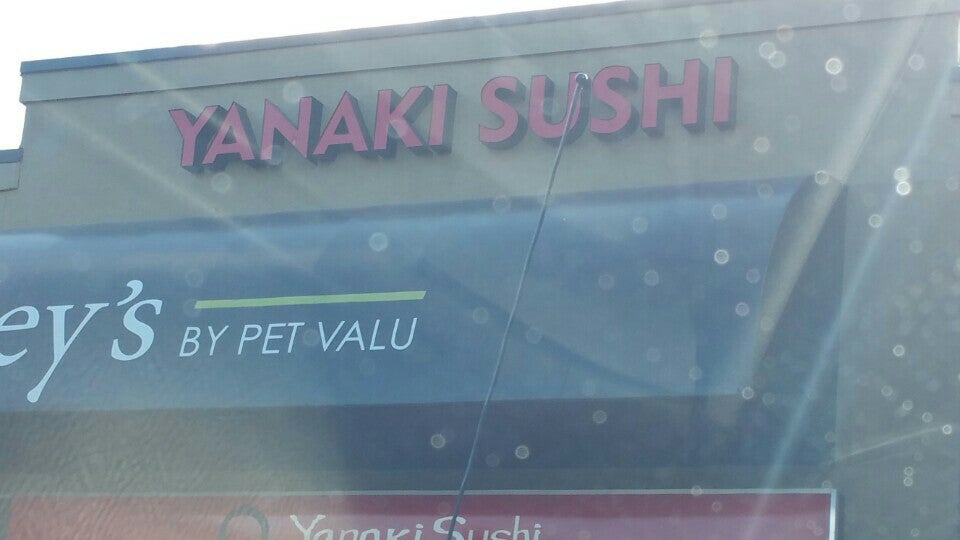 YANAKI SUSHI
ey's BY PET VALU
Yanaki Sushi